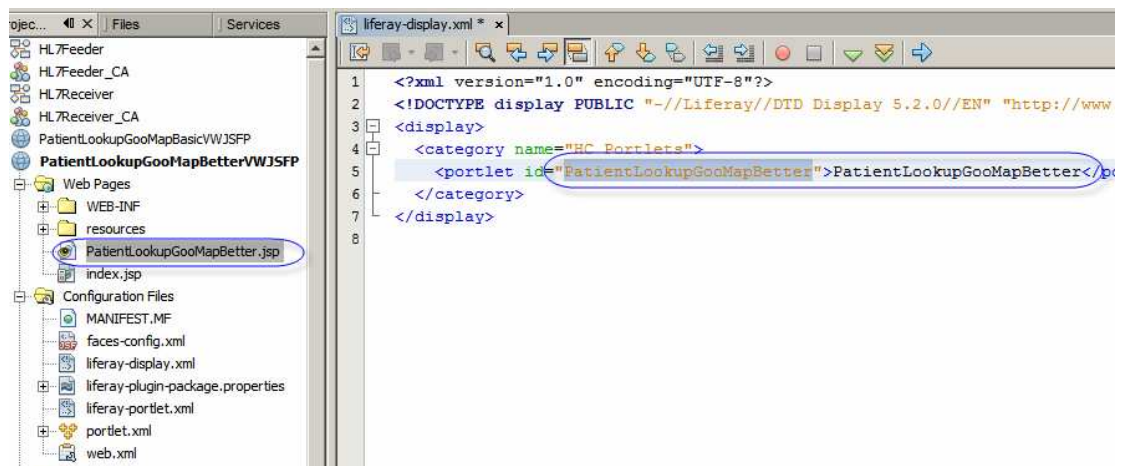 ojec...
Files
Services
HL7Feeder
HL7Feeder_CA
HL7Receiver
HL7Receiver_CA
PatientLookupGooMapBasicVWJSFP
PatientLookupGooMapBetterVWJSFP
Web Pages
WEB-INF
resources
PatientLookupGooMapBetter.jsp
index.jsp
Configuration Files
MANIFEST.MF
faces-config.xml
liferay-display.xml
liferay-plugin-package.properties
liferay-portlet.xml
portlet.xml
web.xml
liferay-display.xml * x
1 <?xml version="1.0" encoding="UTF-8"?>
2 <!DOCTYPE display PUBLIC "-//Liferay//DTD Display 5.2.0//EN" "http://www
3 <display>
4 <category name="HC Portlets">
5 <portlet id="PatientLookupGooMapBetter">PatientLookupGooMapBetter</po
6 </category>
7 </display>
8